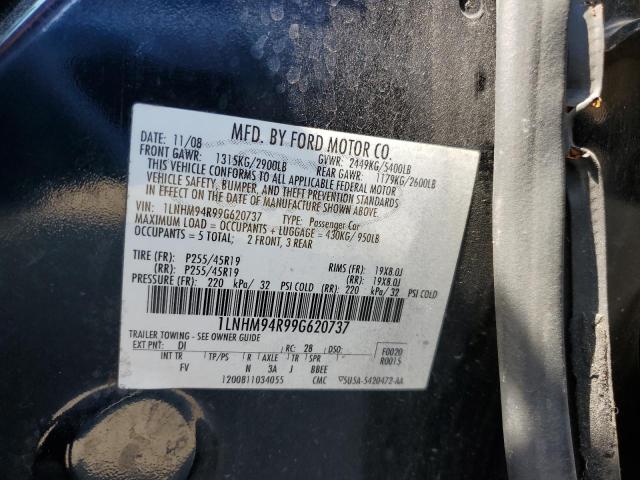 MFD. BY FORD MOTOR CO.
DATE: 11/08 GVWR: 2449KG/5400LB
FRONT GAWR: 1315KG/2900LB REAR GAWR: 1179KG/2600LB
THIS VEHICLE CONFORMS TO ALL APPLICABLE FEDERAL MOTOR
VEHICLE SAFETY, BUMPER, AND THEFT PREVENTION STANDARDS
IN EFFECT ON THE DATE OF MANUFACTURE SHOWN ABOVE.
VIN: 1LNHM94R99G620737 TYPE: Passenger Car
MAXIMUM LOAD = OCCUPANTS + LUGGAGE = 430KG/ 950LB
OCCUPANTS = 5 TOTAL; 2 FRONT, 3 REAR
TIRE (FR): P255/45R19 RIMS (FR): 19X8.0J
(RR): P255/45R19 (RR): 19X8.0J
PRESSURE (FR): 220 kPa/ 32 PSI COLD (RR): 220 kPa/ 32 PSI COLD
1LNHM94R99G620737
TRAILER TOWING - SEE OWNER GUIDE
EXT PNT: DI RC: 28 DSO: F0020
R0015
INT TR TP/PS R AXLE TR SPR
FV N 3A J BBEE
1200811034055 CMC 5U5A-5420472-AA